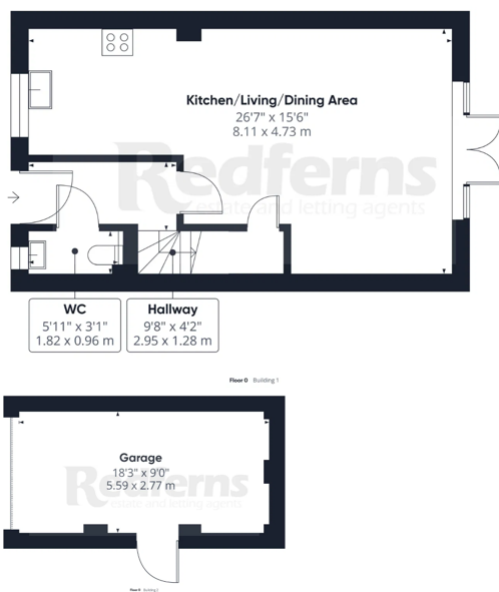 Kitchen/Living/Dining Area
26'7" x 15'6"
8.11 x 4.73 m
Redferns
estate and letting agents
WC
5'11" x 3'1"
1.82 x 0.96 m
Hallway
9'8" x 4'2"
2.95 x 1.28 m
Floor 0 Building 1
Garage
18'3" x 9'0"
5.59 x 2.77 m
Redferns
estate and letting agents
Floor 0 Building 2